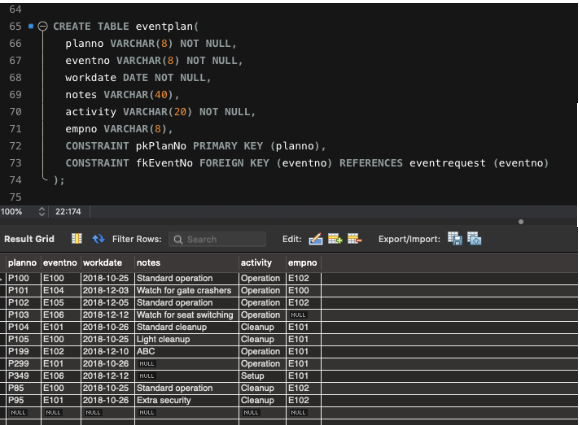 64
65 CREATE TABLE eventplan(
66 planno VARCHAR(8) NOT NULL,
67 eventno VARCHAR(8) NOT NULL,
68 workdate DATE NOT NULL,
69 notes VARCHAR(40),
70 activity VARCHAR(20) NOT NULL,
71 empno VARCHAR(8),
72 CONSTRAINT pkPlanNo PRIMARY KEY (planno),
73 CONSTRAINT fkEventNo FOREIGN KEY (eventno) REFERENCES eventrequest (eventno)
74 );
75
100% 22:174
Result Grid Filter Rows: Search Edit: Export/Import:
planno eventno workdate notes activity empno
P100 E100 2018-10-25 Standard operation Operation E102
P101 E104 2018-12-03 Watch for gate crashers Operation E100
P102 E105 2018-12-05 Standard operation Operation E102
P103 E106 2018-12-12 Watch for seat switching Operation NULL
P104 E101 2018-10-26 Standard cleanup Cleanup E101
P105 E100 2018-10-25 Light cleanup Cleanup E101
P199 E102 2018-12-10 ABC Operation E101
P299 E101 2018-10-26 NULL Operation E101
P349 E106 2018-12-12 NULL Setup E101
P85 E100 2018-10-25 Standard operation Cleanup E102
P95 E101 2018-10-26 Extra security Cleanup E102
NULL NULL NULL NULL NULL NULL